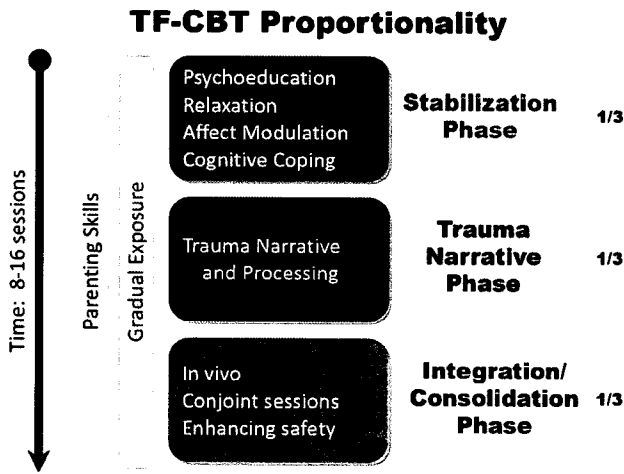 TF-CBT Proportionality
Time: 8-16 sessions
Parenting Skills
Gradual Exposure
Psychoeducation
Relaxation
Affect Modulation
Cognitive Coping
Stabilization
Phase
1/3
Trauma Narrative
and Processing
Trauma
Narrative
Phase
1/3
In vivo
Conjoint sessions
Enhancing safety
Integration/
Consolidation
Phase
1/3